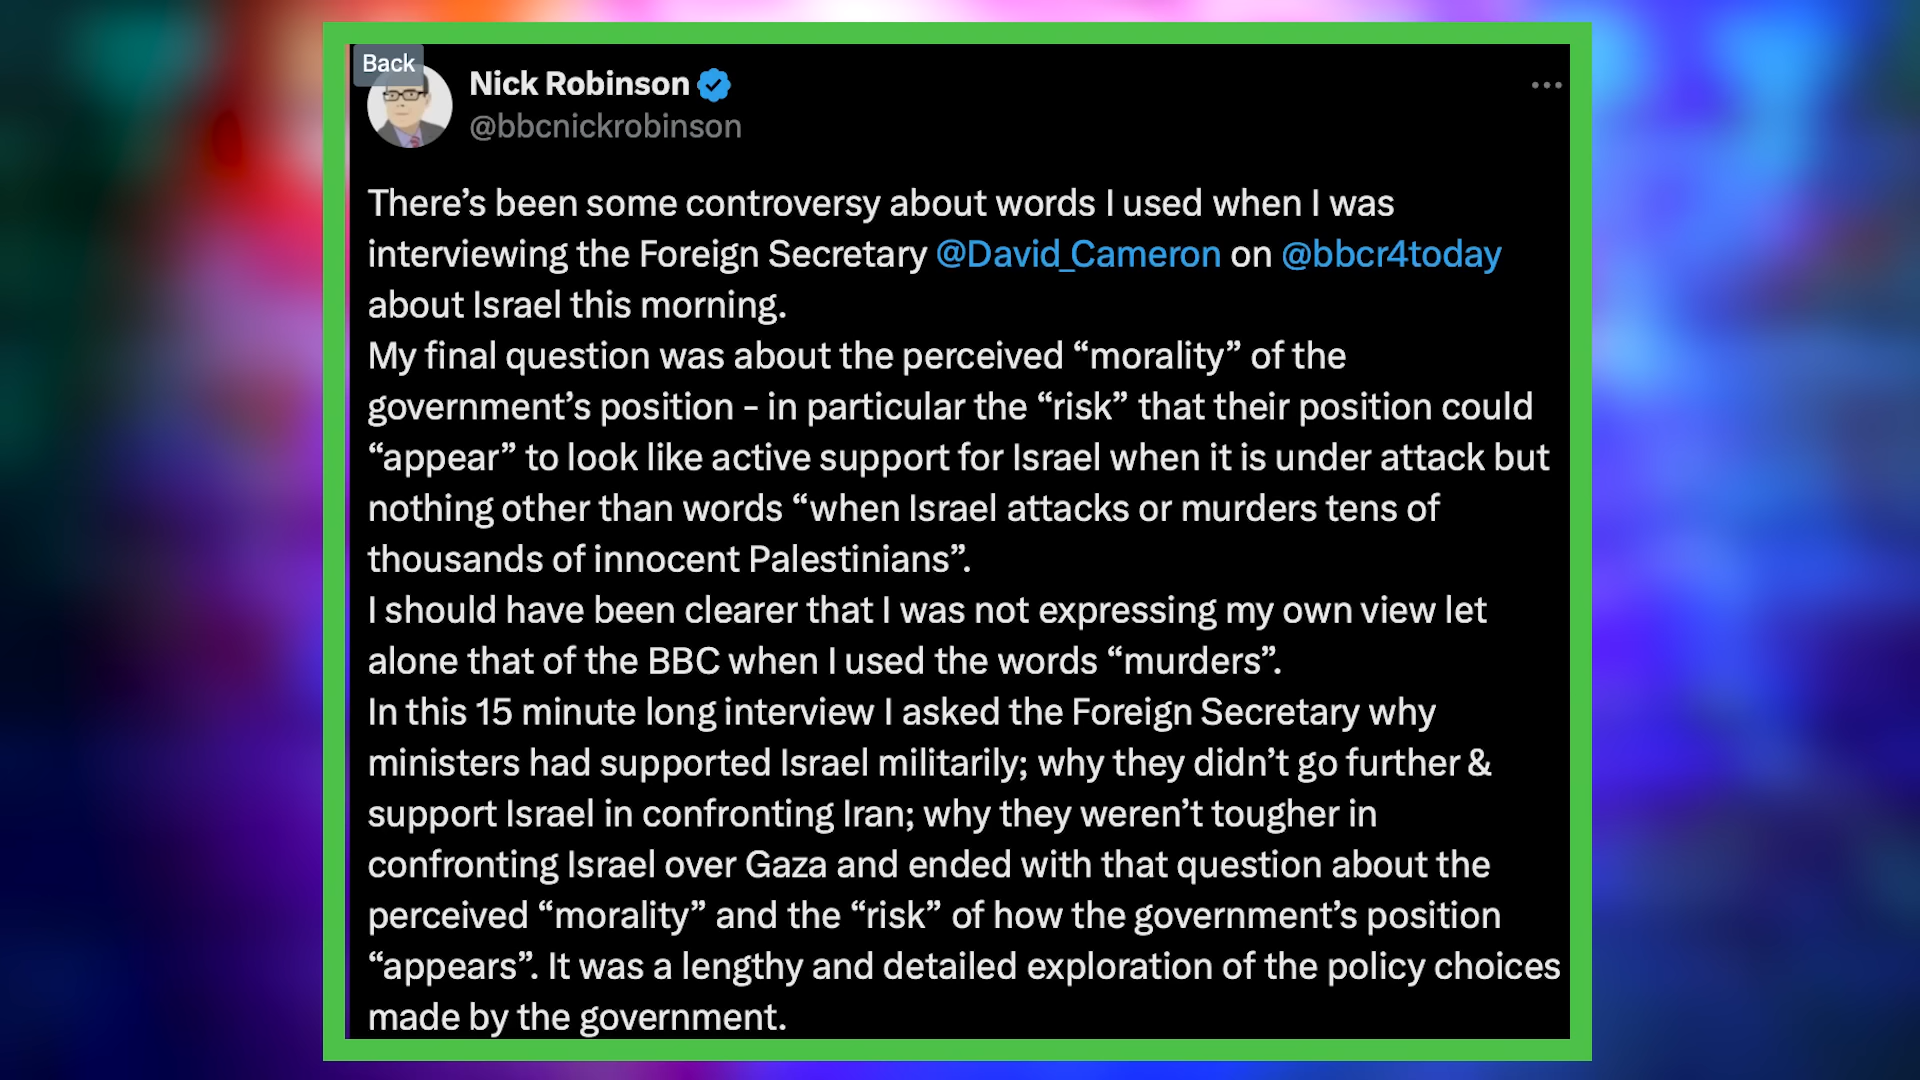 Back
Nick Robinson
@bbcnickrobinson
There’s been some controversy about words I used when I was
interviewing the Foreign Secretary @David_Cameron on @bbcr4today
about Israel this morning.
My final question was about the perceived “morality” of the
government’s position - in particular the “risk” that their position could
“appear” to look like active support for Israel when it is under attack but
nothing other than words “when Israel attacks or murders tens of
thousands of innocent Palestinians”.
I should have been clearer that I was not expressing my own view let
alone that of the BBC when I used the words “murders”.
In this 15 minute long interview I asked the Foreign Secretary why
ministers had supported Israel militarily; why they didn’t go further &
support Israel in confronting Iran; why they weren’t tougher in
confronting Israel over Gaza and ended with that question about the
perceived “morality” and the “risk” of how the government’s position
“appears”. It was a lengthy and detailed exploration of the policy choices
made by the government.